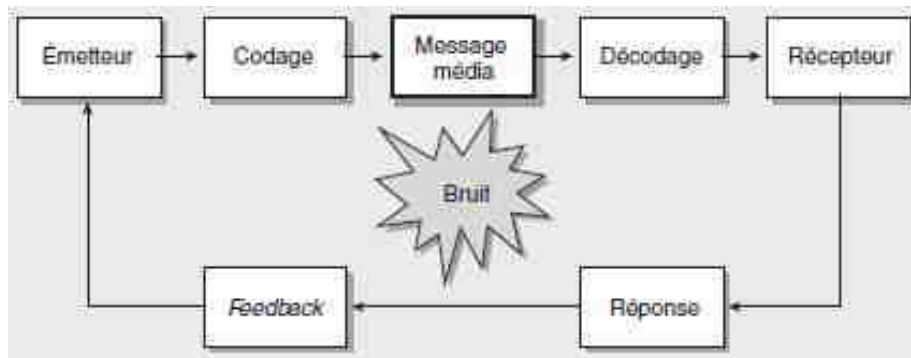 Émetteur
Codage
Message
média
Décodage
Récepteur
Bruit
Feedback
Réponse